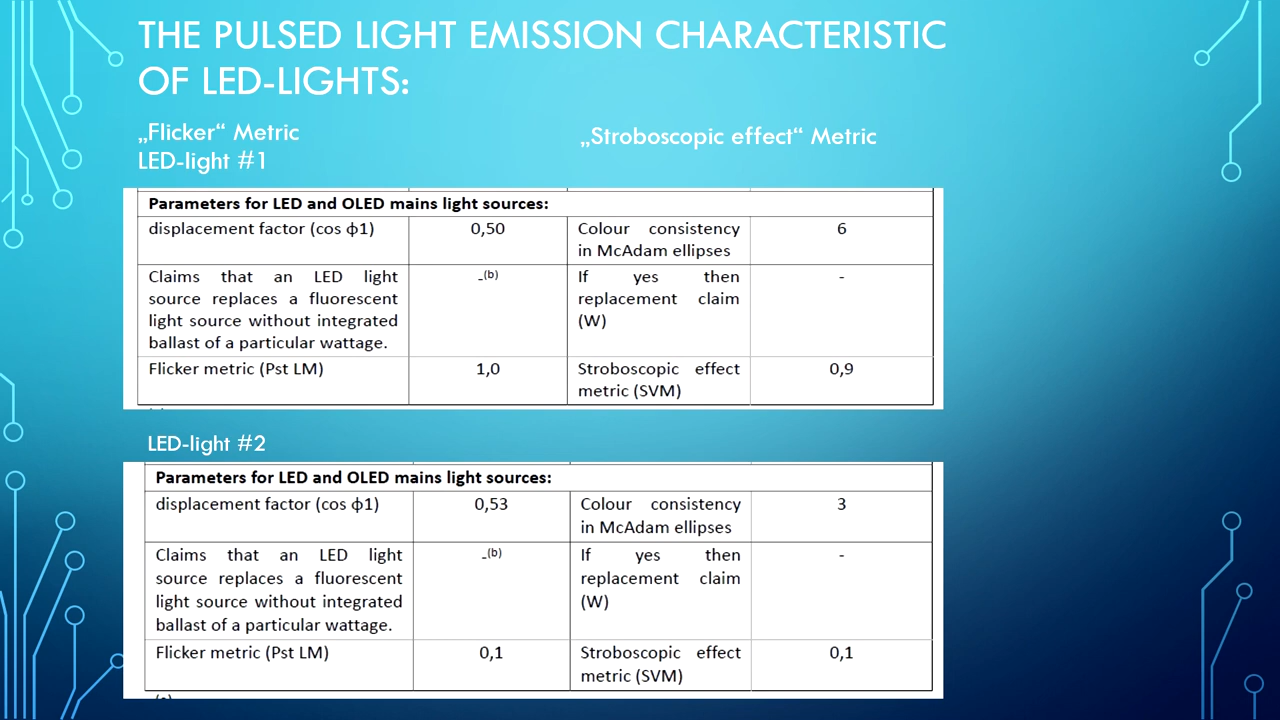 THE PULSED LIGHT EMISSION CHARACTERISTIC
OF LED-LIGHTS:
„Flicker“ Metric
„Stroboscopic effect“ Metric
LED-light #1
Parameters for LED and OLED mains light sources:
displacement factor (cos ϕ1)
0,50
Colour consistency
in McAdam ellipses
6
Claims that an LED light
source replaces a fluorescent
light source without integrated
ballast of a particular wattage.
-(b)
If yes then
replacement claim
(W)
-
Flicker metric (Pst LM)
1,0
Stroboscopic effect
metric (SVM)
0,9
LED-light #2
Parameters for LED and OLED mains light sources:
displacement factor (cos ϕ1)
0,53
Colour consistency
in McAdam ellipses
3
Claims that an LED light
source replaces a fluorescent
light source without integrated
ballast of a particular wattage.
-(b)
If yes then
replacement claim
(W)
-
Flicker metric (Pst LM)
0,1
Stroboscopic effect
metric (SVM)
0,1